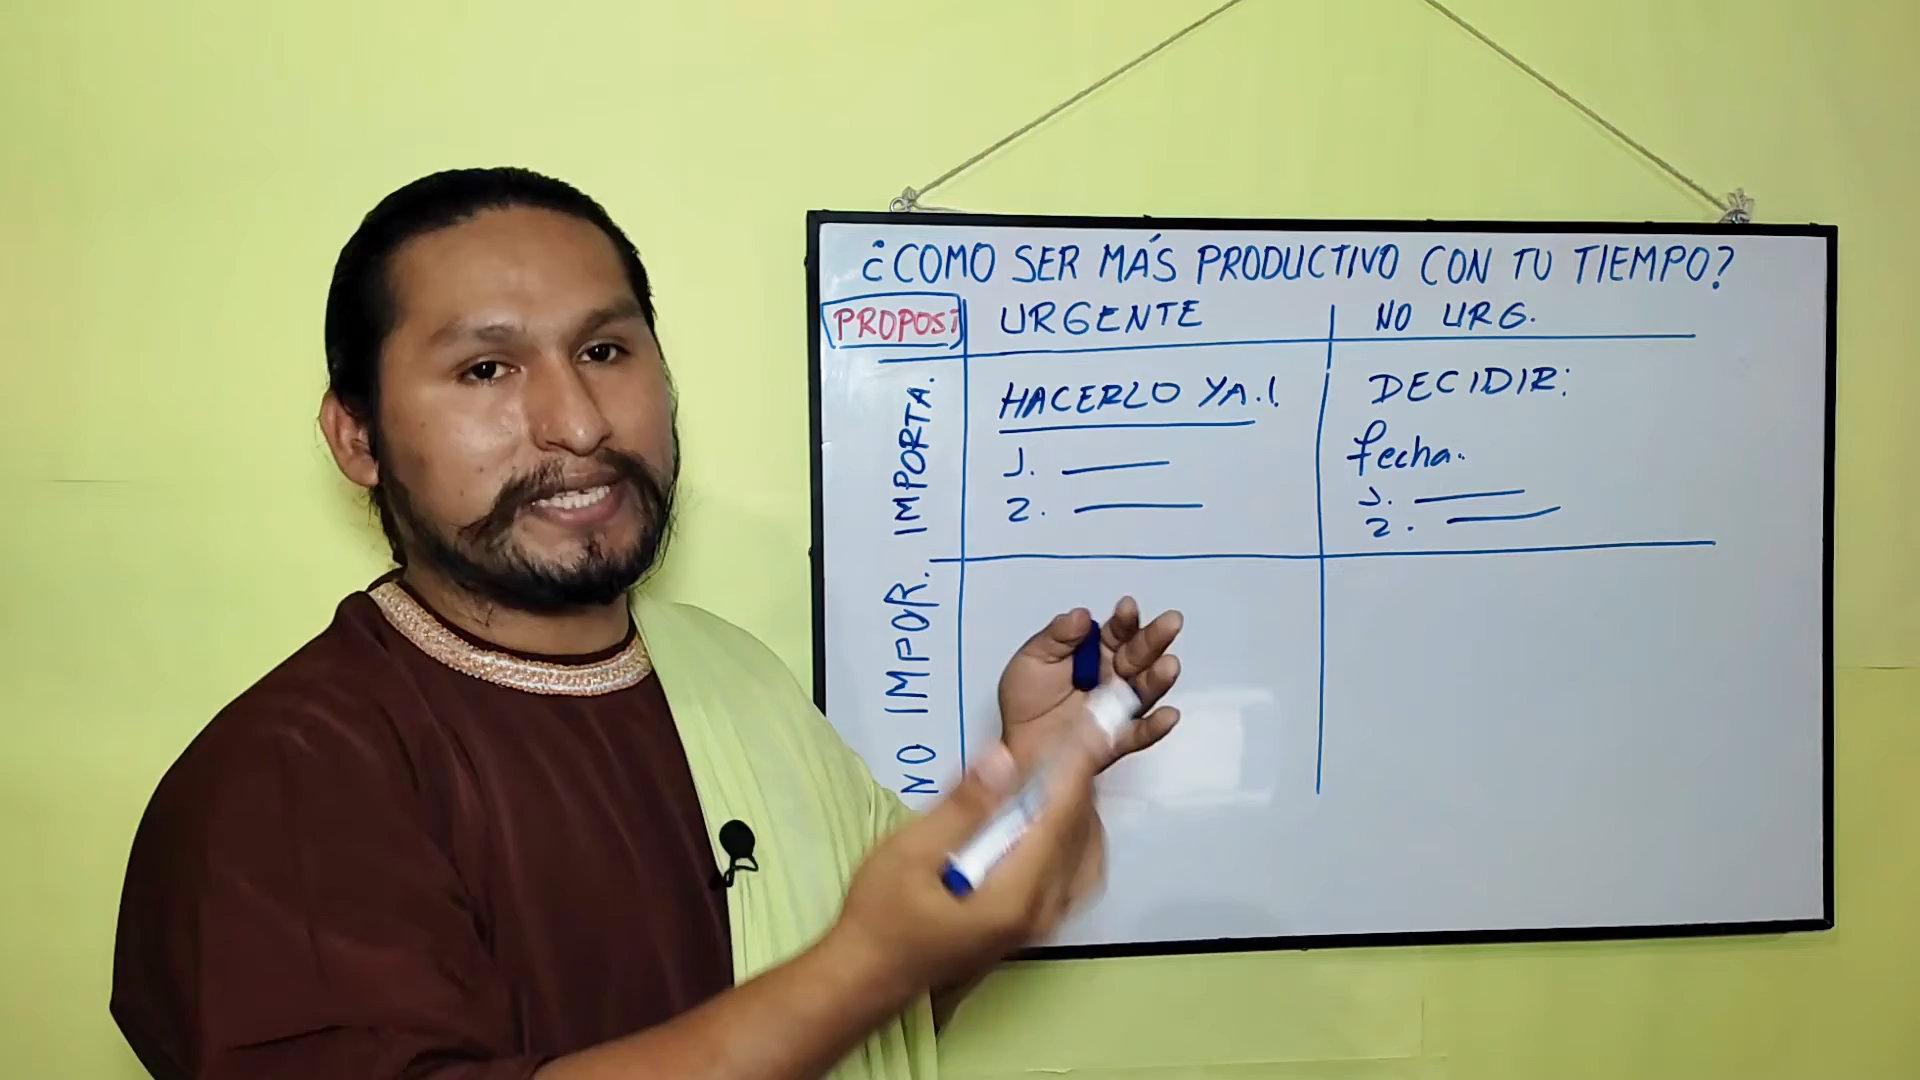 ¿COMO SER MÁS PRODUCTIVO CON TU TIEMPO?
PROPOSI
URGENTE
NO URG.
IMPORTA.
HACERLO YA.!
1.
2.
DECIDIR:
fecha.
1.
2.
NO IMPOR.